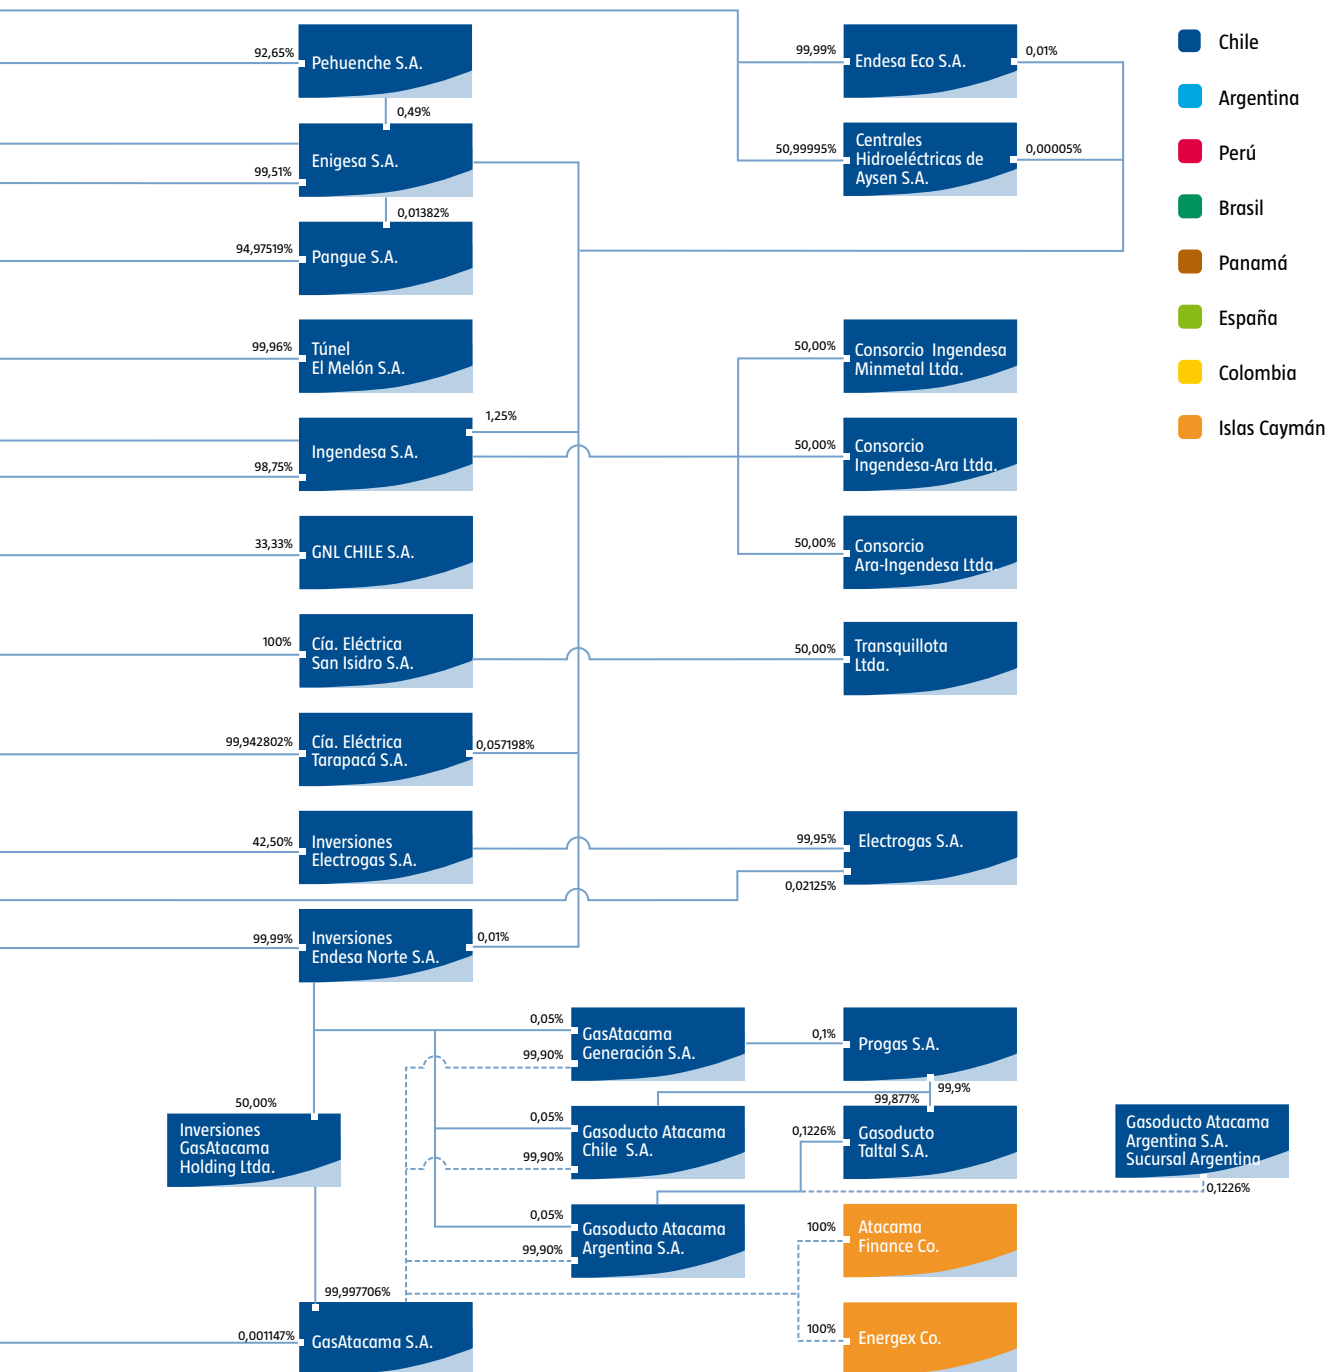 92,65%
Pehuenche S.A.
0,49%
99,51%
Enigesa S.A.
0,01382%
94,97519%
Pangue S.A.
99,96%
Túnel
El Melón S.A.
1,25%
98,75%
Ingendesa S.A.
33,33%
GNL CHILE S.A.
100%
Cía. Eléctrica
San Isidro S.A.
99,942802%
Cía. Eléctrica
Tarapacá S.A.
0,057198%
42,50%
Inversiones
Electrogas S.A.
99,99%
Inversiones
Endesa Norte S.A.
0,01%
99,99%
Endesa Eco S.A.
0,01%
50,99995%
Centrales
Hidroeléctricas de
Aysen S.A.
0,00005%
50,00%
Consorcio Ingendesa
Minmetal Ltda.
50,00%
Consorcio
Ingendesa-Ara Ltda.
50,00%
Consorcio
Ara-Ingendesa Ltda.
50,00%
Transquillota
Ltda.
99,95%
Electrogas S.A.
0,02125%
Chile
Argentina
Perú
Brasil
Panamá
España
Colombia
Islas Caymán
0,05%
99,90%
GasAtacama
Generación S.A.
0,1%
Progas S.A.
99,9%
99,877%
50,00%
Inversiones
GasAtacama
Holding Ltda.
0,05%
99,90%
Gasoducto Atacama
Chile S.A.
0,1226%
Gasoducto
Taltal S.A.
Gasoducto Atacama
Argentina S.A.
Sucursal Argentina
0,1226%
0,05%
99,90%
Gasoducto Atacama
Argentina S.A.
100%
Atacama
Finance Co.
99,997706%
0,001147%
GasAtacama S.A.
100%
Energex Co.